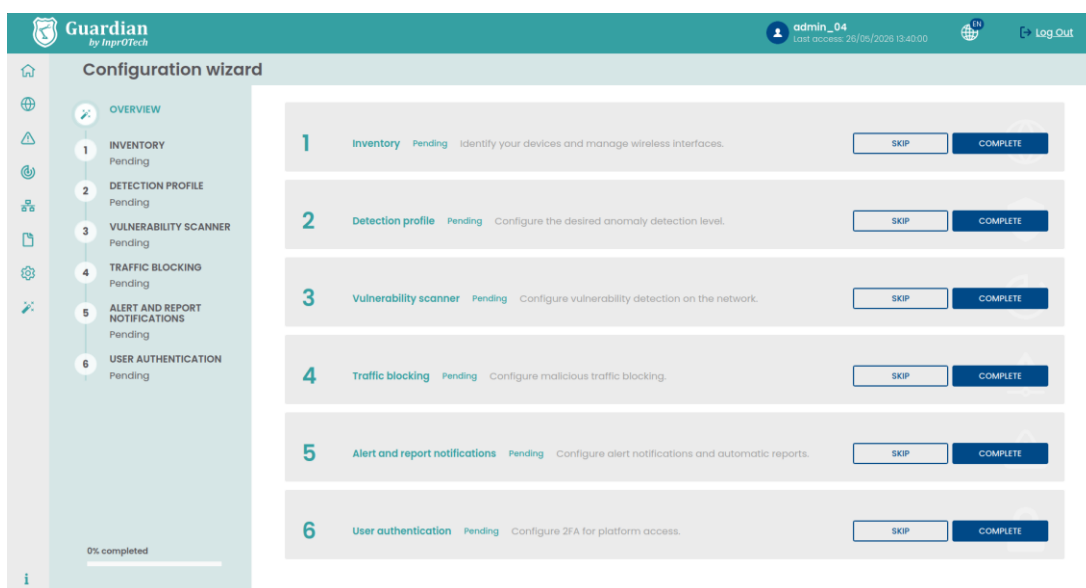 Guardian
by InprOTech
admin_04
Last access: 26/05/2026 13:40:00
EN
Log Out
Configuration wizard
OVERVIEW
1 INVENTORY
Pending
2 DETECTION PROFILE
Pending
3 VULNERABILITY SCANNER
Pending
4 TRAFFIC BLOCKING
Pending
5 ALERT AND REPORT
NOTIFICATIONS
Pending
6 USER AUTHENTICATION
Pending
0% completed
i
1 Inventory Pending Identify your devices and manage wireless interfaces. SKIP COMPLETE
2 Detection profile Pending Configure the desired anomaly detection level. SKIP COMPLETE
3 Vulnerability scanner Pending Configure vulnerability detection on the network. SKIP COMPLETE
4 Traffic blocking Pending Configure malicious traffic blocking. SKIP COMPLETE
5 Alert and report notifications Pending Configure alert notifications and automatic reports. SKIP COMPLETE
6 User authentication Pending Configure 2FA for platform access. SKIP COMPLETE